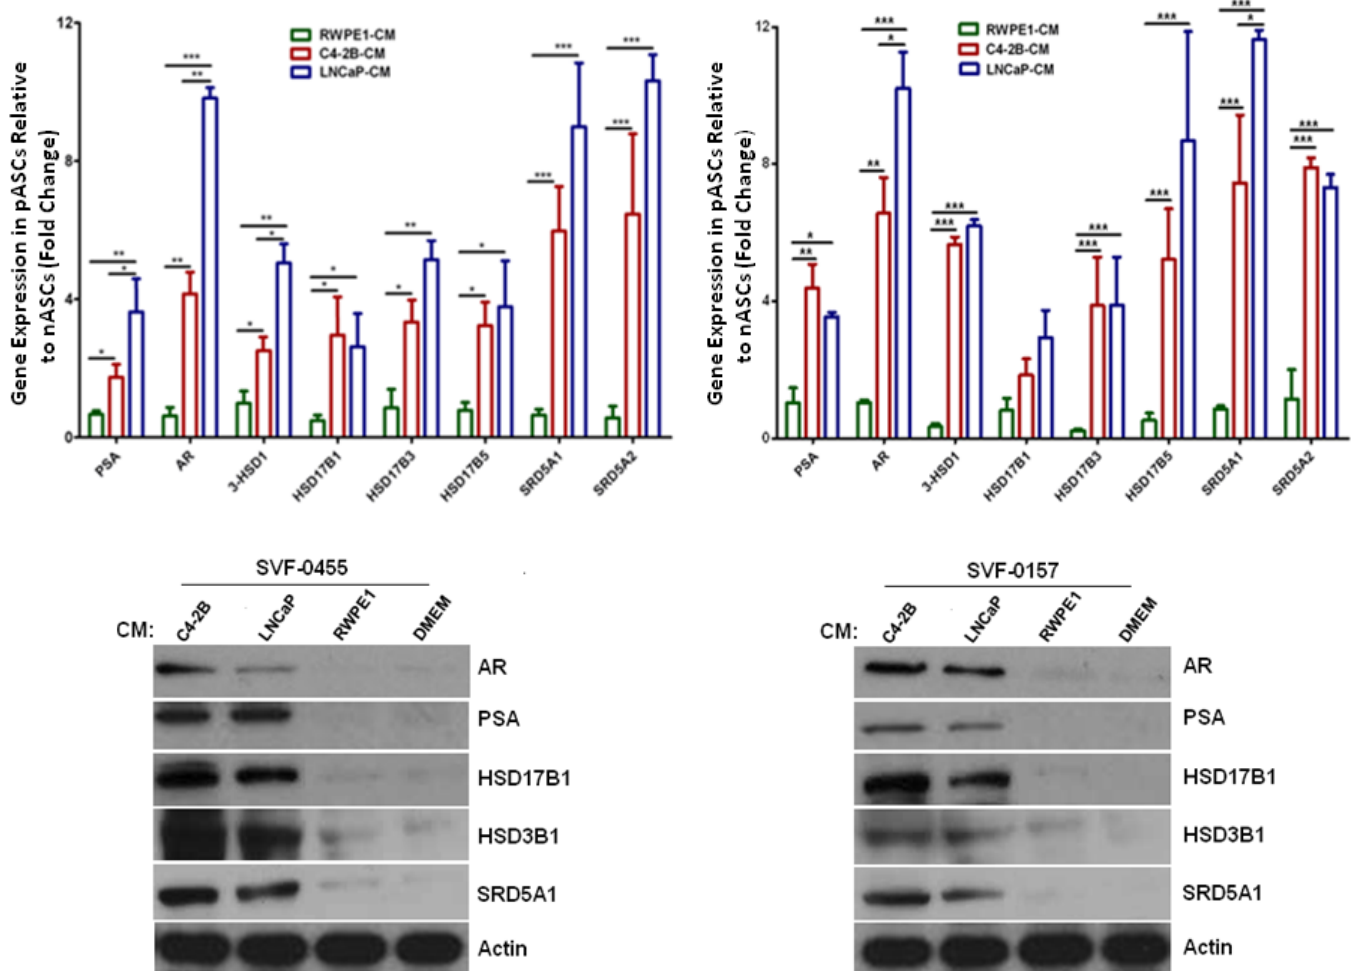 Gene Expression in pASCs Relative
to nASCs (Fold Change)
12
8
4
0
RWPE1-CM
C4-2B-CM
LNCaP-CM
* * ** ** ** *** * * ** * * * ** * * *** *** *** ***
PSA
AR
3-HSD1
HSD17B1
HSD17B3
HSD17B5
SRD5A1
SRD5A2
Gene Expression in pASCs Relative
to nASCs (Fold Change)
12
8
4
0
RWPE1-CM
C4-2B-CM
LNCaP-CM
** * ** * *** *** *** *** *** *** *** *** * *** *** ***
PSA
AR
3-HSD1
HSD17B1
HSD17B3
HSD17B5
SRD5A1
SRD5A2
SVF-0455
CM:
C4-2B
LNCaP
RWPE1
DMEM
AR
PSA
HSD17B1
HSD3B1
SRD5A1
Actin
SVF-0157
CM:
C4-2B
LNCaP
RWPE1
DMEM
AR
PSA
HSD17B1
HSD3B1
SRD5A1
Actin